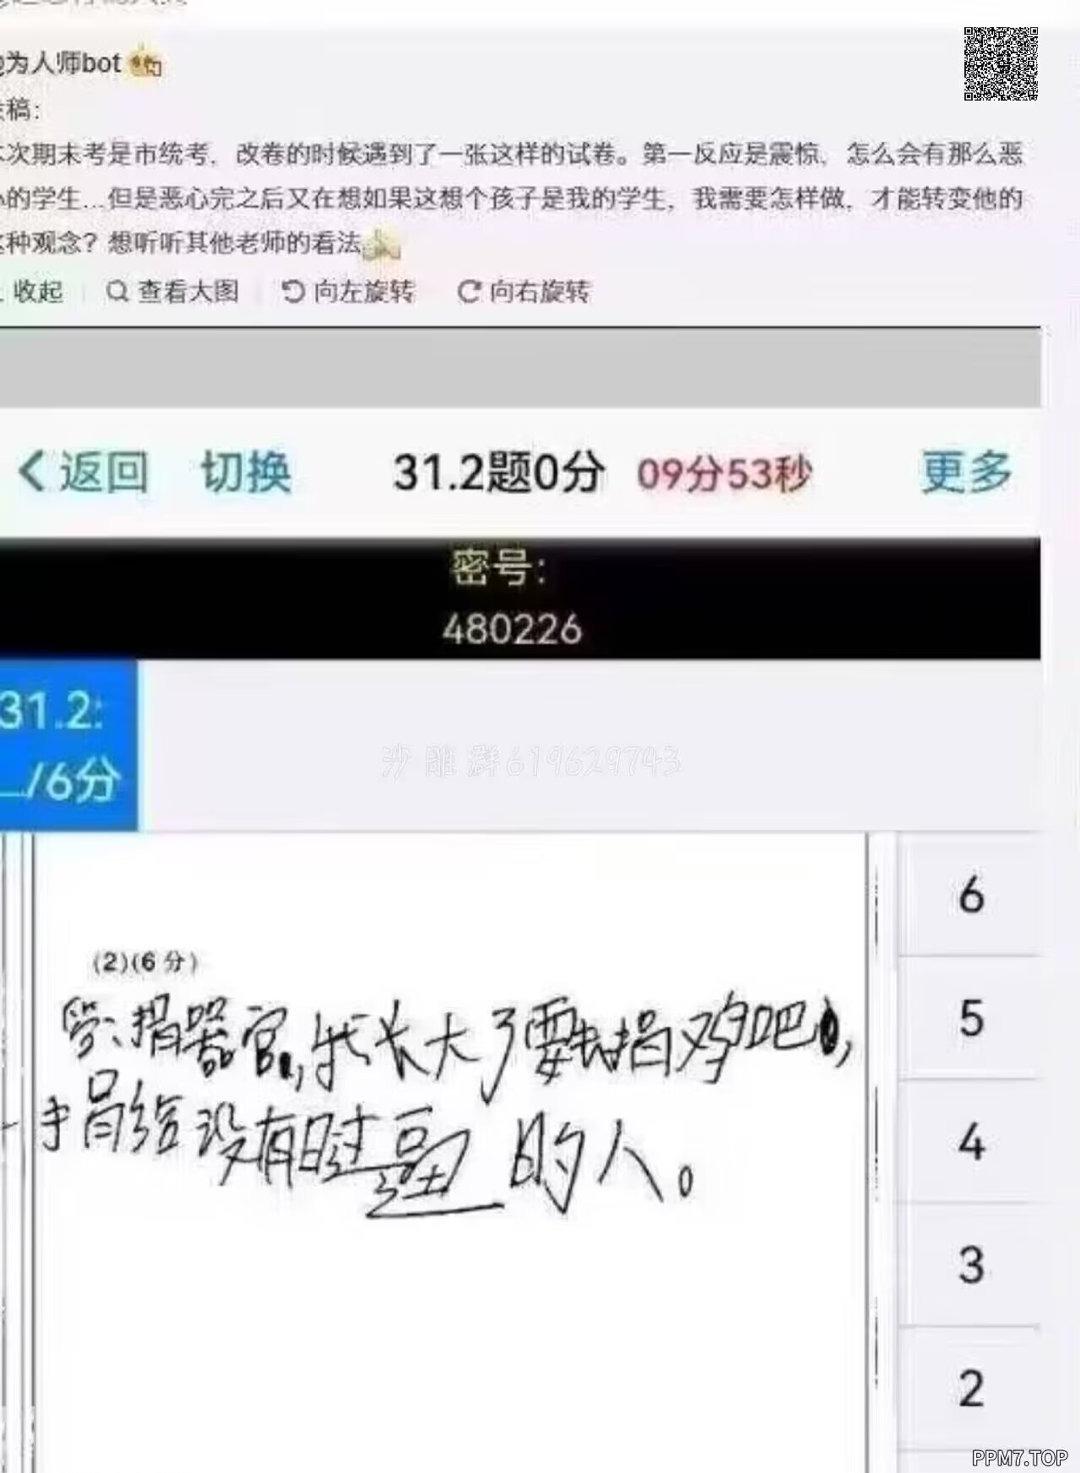 为人师bot
稿：
次期末考是市统考，改卷的时候遇到了一张这样的试卷。第一反应是震惊，怎么会有那么恶
的学生...但是恶心完之后又在想如果这想个孩子是我的学生，我需要怎样做，才能转变他的
种观念？想听听其他老师的看法
收起 查看大图 向左旋转 向右旋转
返回 切换 31.2题0分 09分53秒 更多
密号：
480226
31.2:
/6分
沙雕群619629743
6
(2)(6分)
捐器官，我长大了要去捐鸡吧，
5
捐给没有日过逼的人。
4
3
2
PPM7.TOP